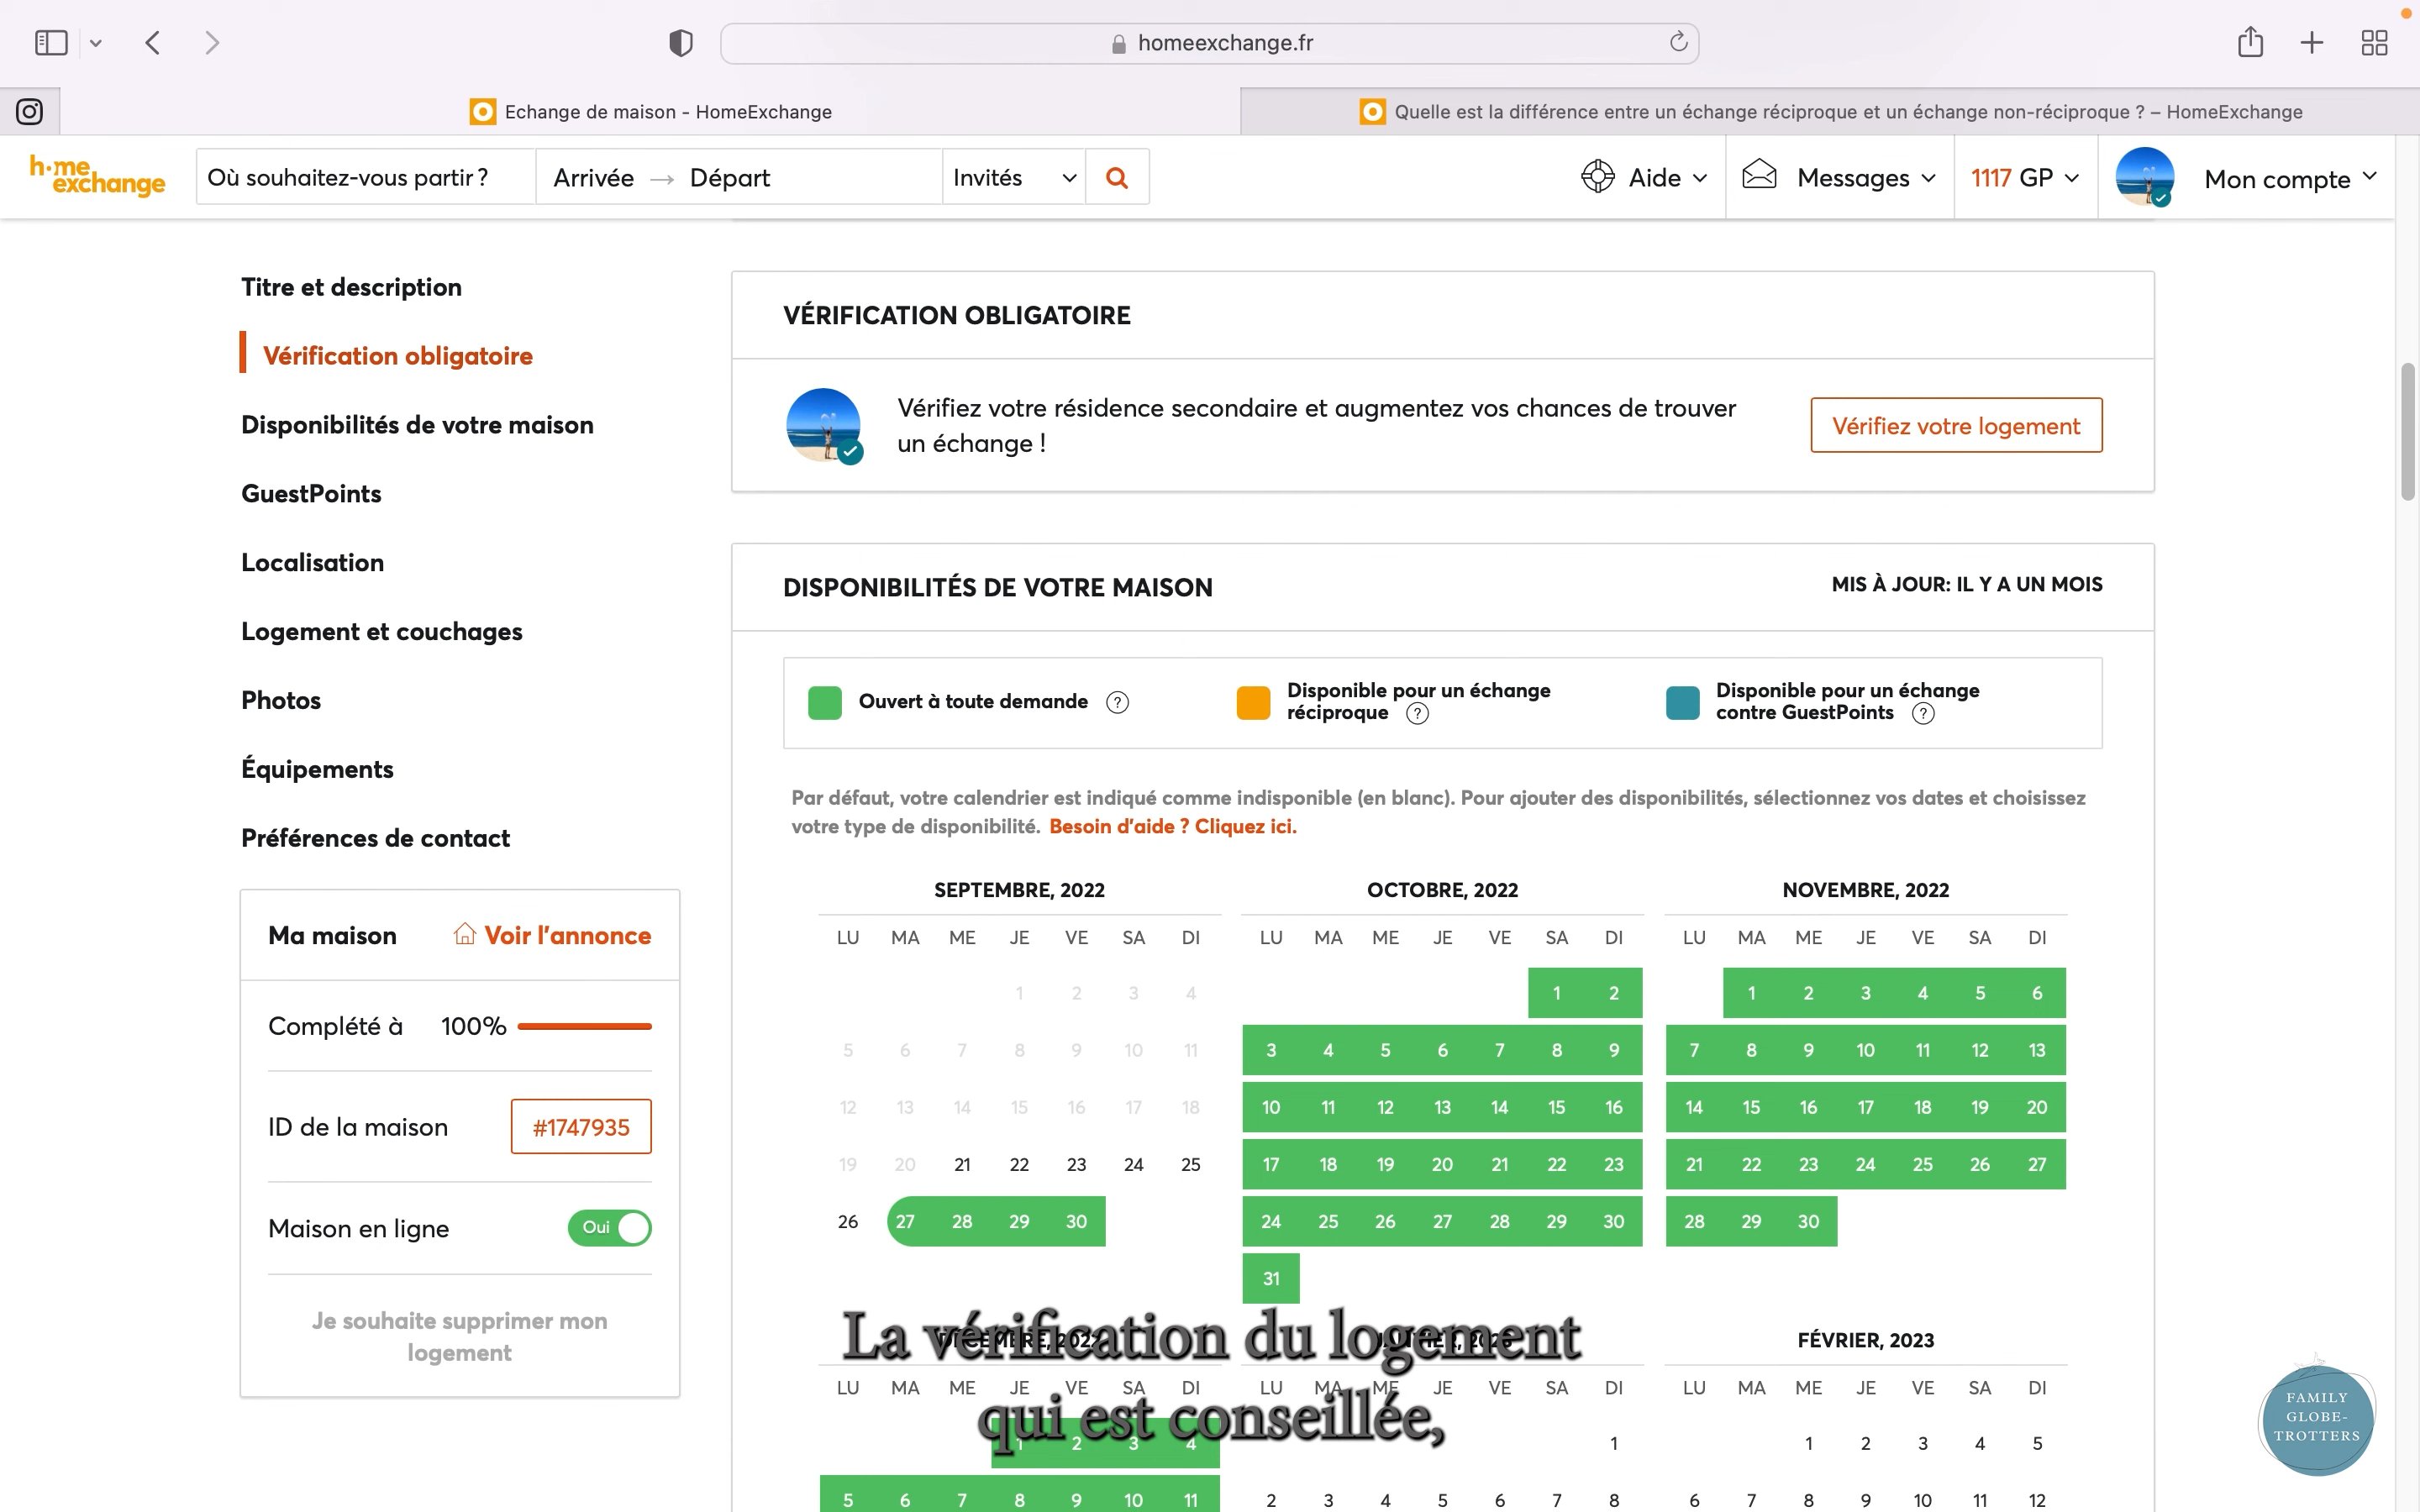 homeexchange.fr
Echange de maison - HomeExchange
Quelle est la différence entre un échange réciproque et un échange non-réciproque ? – HomeExchange
h·me
exchange
Où souhaitez-vous partir ?
Arrivée → Départ
Invités
Aide
Messages
1117 GP
Mon compte
Titre et description
Vérification obligatoire
Disponibilités de votre maison
GuestPoints
Localisation
Logement et couchages
Photos
Équipements
Préférences de contact
Ma maison
Voir l'annonce
Complété à 100%
ID de la maison #1747935
Maison en ligne Oui
Je souhaite supprimer mon
logement
VÉRIFICATION OBLIGATOIRE
Vérifiez votre résidence secondaire et augmentez vos chances de trouver
un échange !
Vérifiez votre logement
DISPONIBILITÉS DE VOTRE MAISON
MIS À JOUR: IL Y A UN MOIS
Ouvert à toute demande ?
Disponible pour un échange
réciproque ?
Disponible pour un échange
contre GuestPoints ?
Par défaut, votre calendrier est indiqué comme indisponible (en blanc). Pour ajouter des disponibilités, sélectionnez vos dates et choisissez
votre type de disponibilité. Besoin d'aide ? Cliquez ici.
SEPTEMBRE, 2022
LU MA ME JE VE SA DI
1 2 3 4
5 6 7 8 9 10 11
12 13 14 15 16 17 18
19 20 21 22 23 24 25
26 27 28 29 30
OCTOBRE, 2022
LU MA ME JE VE SA DI
1 2
3 4 5 6 7 8 9
10 11 12 13 14 15 16
17 18 19 20 21 22 23
24 25 26 27 28 29 30
31
NOVEMBRE, 2022
LU MA ME JE VE SA DI
1 2 3 4 5 6
7 8 9 10 11 12 13
14 15 16 17 18 19 20
21 22 23 24 25 26 27
28 29 30
DÉCEMBRE, 2022
LU MA ME JE VE SA DI
1 2 3 4
5 6 7 8 9 10 11
JANVIER, 2023
LU MA ME JE VE SA DI
1
2 3 4 5 6 7 8
FÉVRIER, 2023
LU MA ME JE VE SA DI
1 2 3 4 5
6 7 8 9 10 11 12
La vérification du logement
qui est conseillée,
FAMILY
GLOBE-
TROTTERS